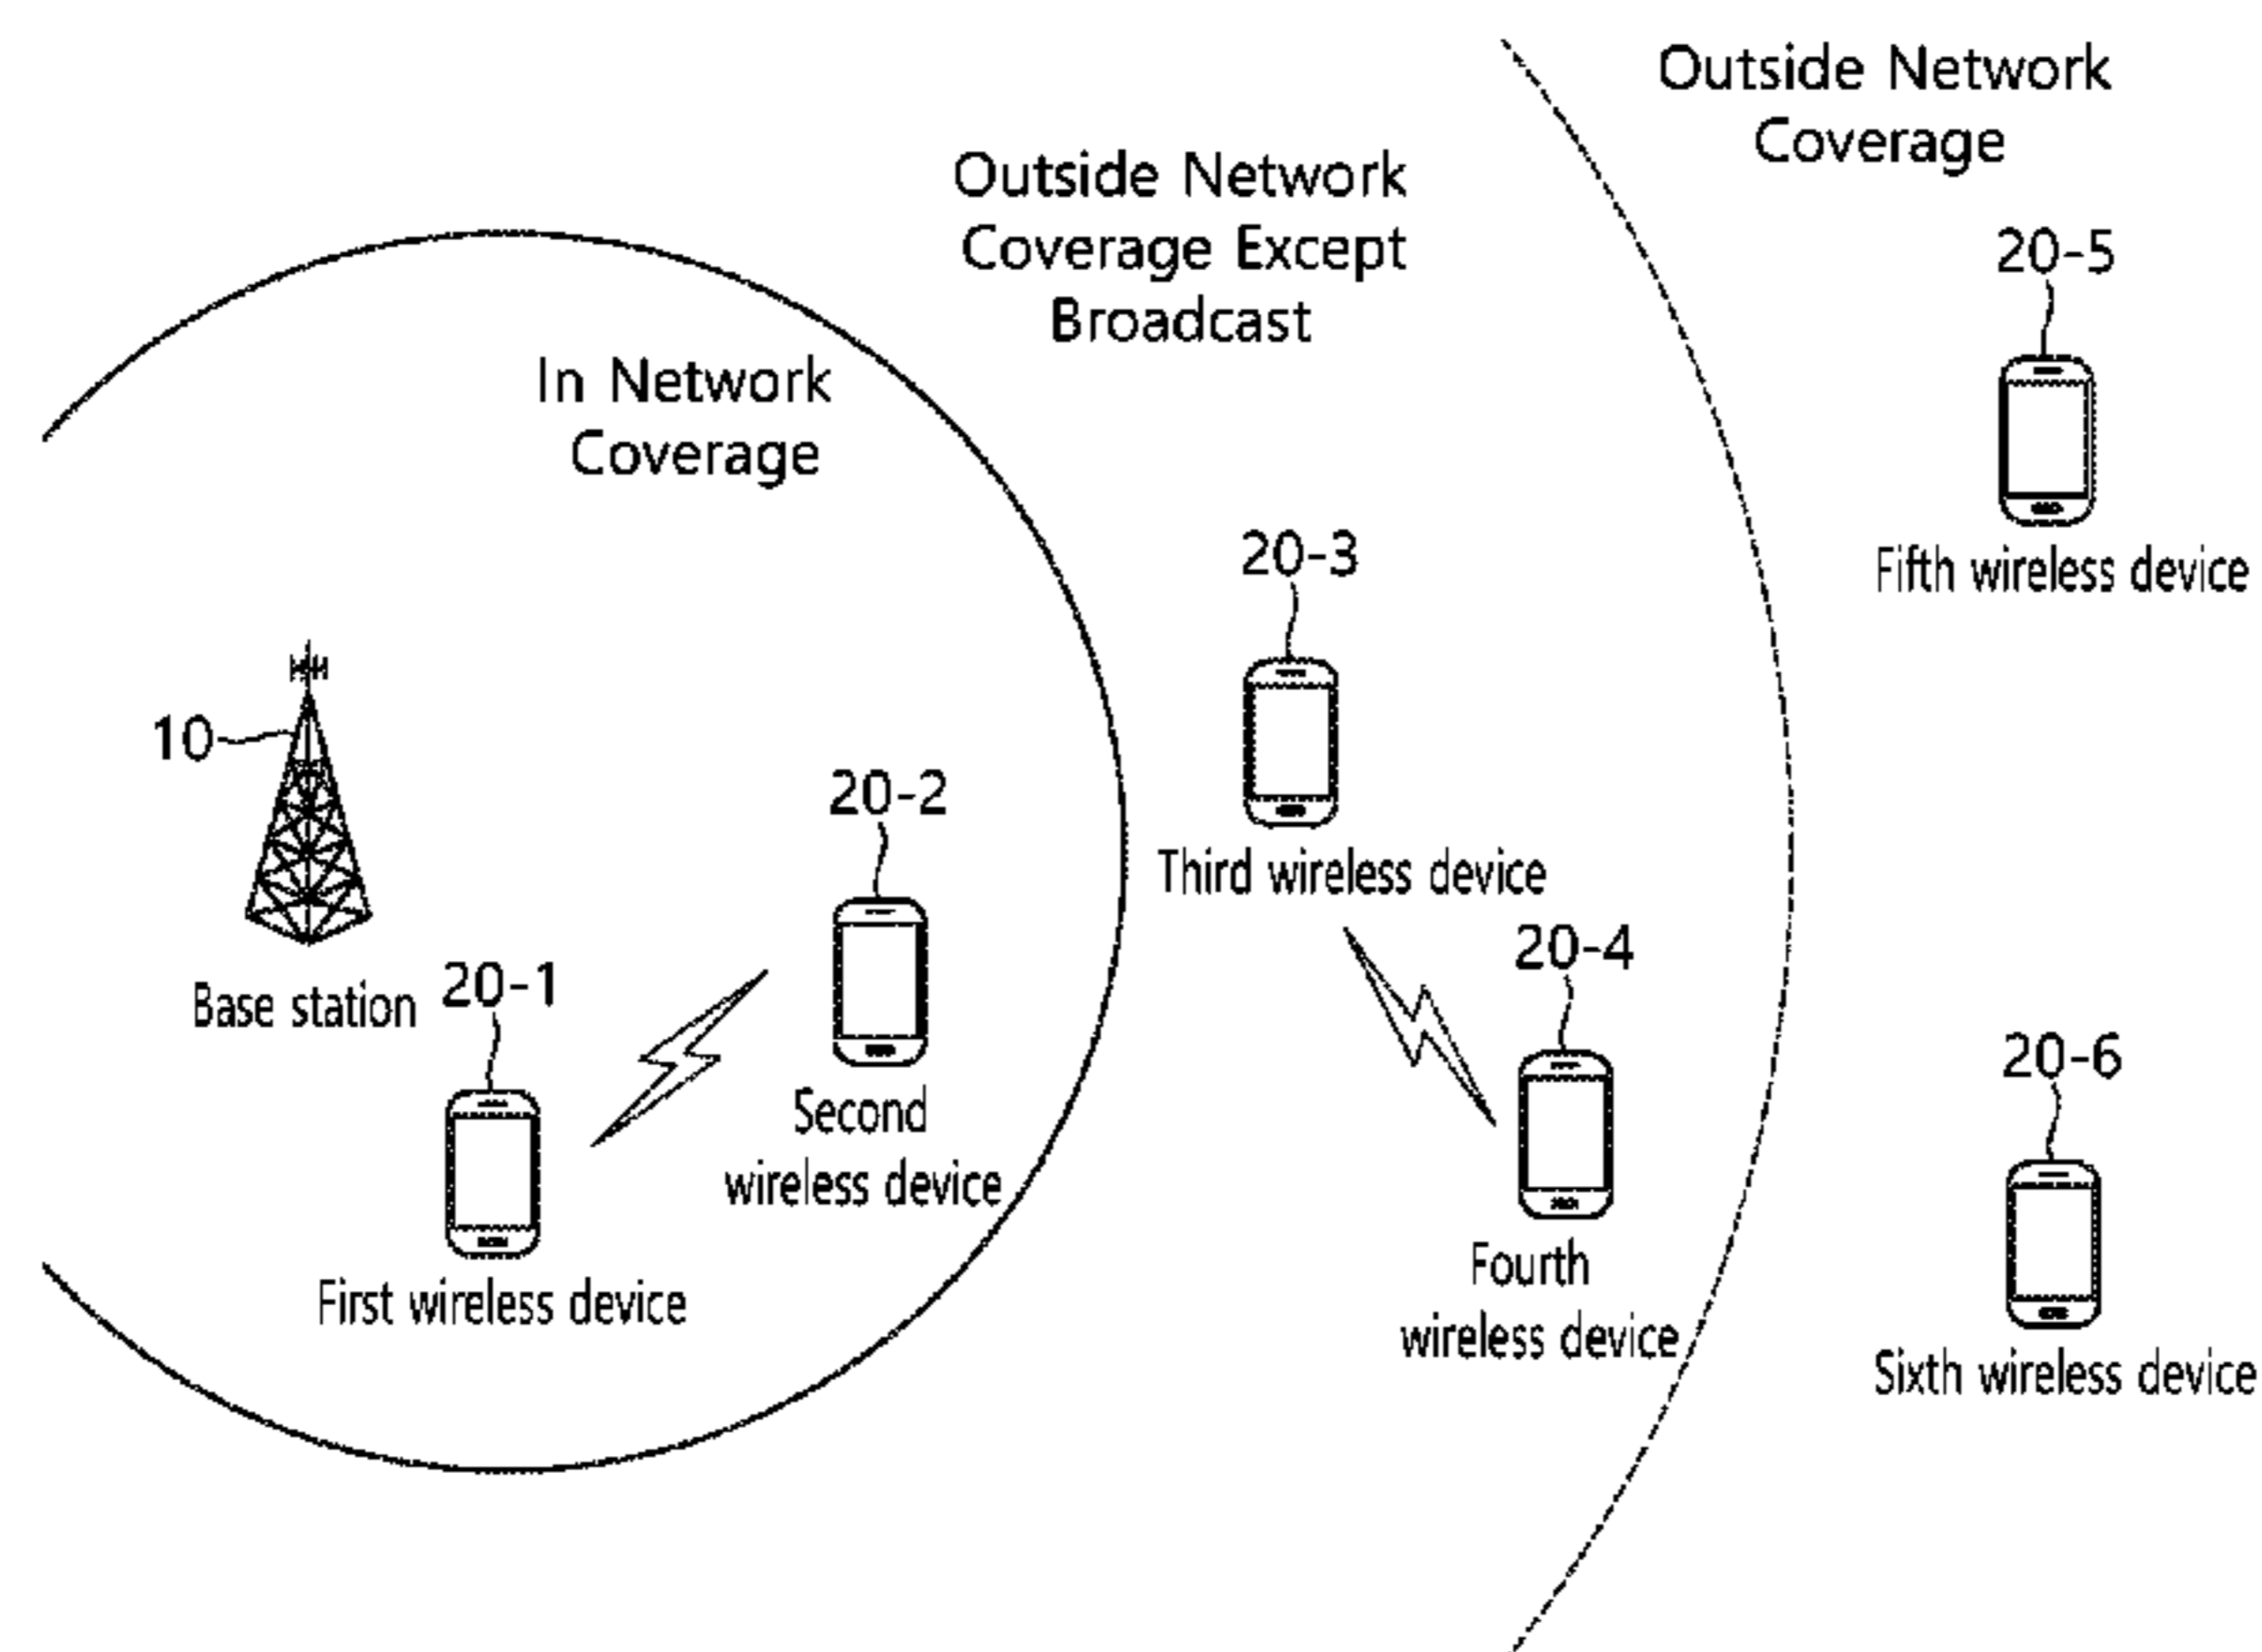 Outside Network
Coverage
Outside Network
Coverage Except
Broadcast
In Network
Coverage
20-5
Fifth wireless device
20-3
Third wireless device
10
Base station
20-2
Second
wireless device
20-1
First wireless device
20-4
Fourth
wireless device
20-6
Sixth wireless device